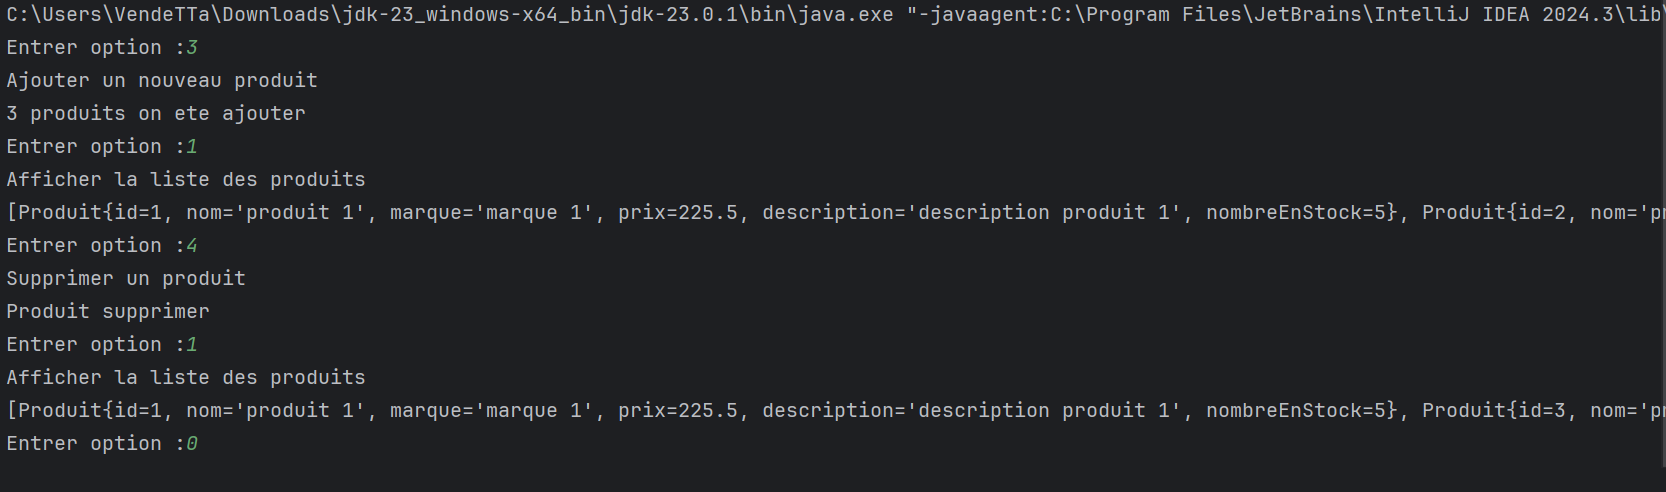 C:\Users\VendeTTa\Downloads\jdk-23_windows-x64_bin\jdk-23.0.1\bin\java.exe "-javaagent:C:\Program Files\JetBrains\IntelliJ IDEA 2024.3\lib\
Entrer option :3
Ajouter un nouveau produit
3 produits on ete ajouter
Entrer option :1
Afficher la liste des produits
[Produit{id=1, nom='produit 1', marque='marque 1', prix=225.5, description='description produit 1', nombreEnStock=5}, Produit{id=2, nom='pr
Entrer option :4
Supprimer un produit
Produit supprimer
Entrer option :1
Afficher la liste des produits
[Produit{id=1, nom='produit 1', marque='marque 1', prix=225.5, description='description produit 1', nombreEnStock=5}, Produit{id=3, nom='pr
Entrer option :0